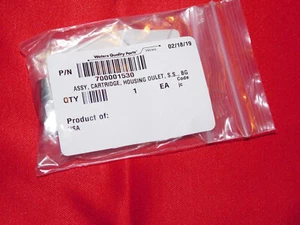 Waters Quality Parts
02/18/19
P/N
700001530
ASSY, CARTRIDGE, HOUSING OULET, S.S., BG
QTY 1 EA Code
jc
Product of:
USA